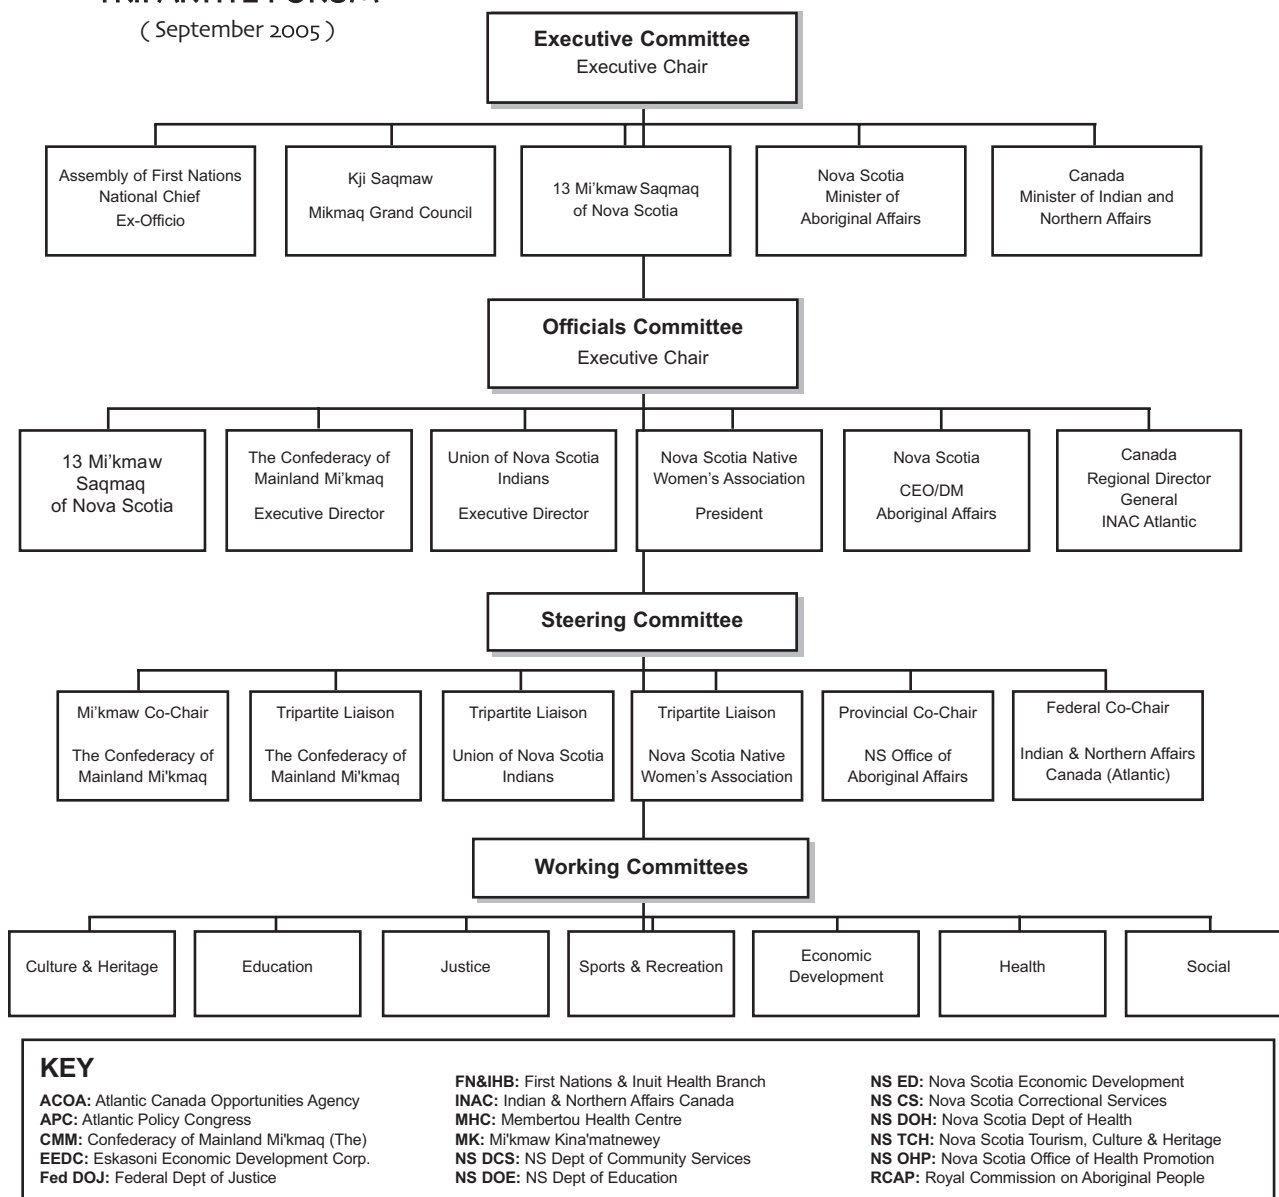 ( September 2005 )
Executive Committee
Executive Chair
Assembly of First Nations
National Chief
Ex-Officio
Kji Saqmaw
Mikmaq Grand Council
13 Mi'kmaw Saqmaq
of Nova Scotia
Nova Scotia
Minister of
Aboriginal Affairs
Canada
Minister of Indian and
Northern Affairs
Officials Committee
Executive Chair
13 Mi'kmaw
Saqmaq
of Nova Scotia
The Confederacy of
Mainland Mi'kmaq
Executive Director
Union of Nova Scotia
Indians
Executive Director
Nova Scotia Native
Women's Association
President
Nova Scotia
CEO/DM
Aboriginal Affairs
Canada
Regional Director
General
INAC Atlantic
Steering Committee
Mi'kmaw Co-Chair
The Confederacy of
Mainland Mi'kmaq
Tripartite Liaison
The Confederacy of
Mainland Mi'kmaq
Tripartite Liaison
Union of Nova Scotia
Indians
Tripartite Liaison
Nova Scotia Native
Women's Association
Provincial Co-Chair
NS Office of
Aboriginal Affairs
Federal Co-Chair
Indian & Northern Affairs
Canada (Atlantic)
Working Committees
Culture & Heritage
Education
Justice
Sports & Recreation
Economic
Development
Health
Social
KEY
ACOA: Atlantic Canada Opportunities Agency
APC: Atlantic Policy Congress
CMM: Confederacy of Mainland Mi'kmaq (The)
EEDC: Eskasoni Economic Development Corp.
Fed DOJ: Federal Dept of Justice
FN&IHB: First Nations & Inuit Health Branch
INAC: Indian & Northern Affairs Canada
MHC: Membertou Health Centre
MK: Mi'kmaw Kina'matnewey
NS DCS: NS Dept of Community Services
NS DOE: NS Dept of Education
NS ED: Nova Scotia Economic Development
NS CS: Nova Scotia Correctional Services
NS DOH: Nova Scotia Dept of Health
NS TCH: Nova Scotia Tourism, Culture & Heritage
NS OHP: Nova Scotia Office of Health Promotion
RCAP: Royal Commission on Aboriginal People